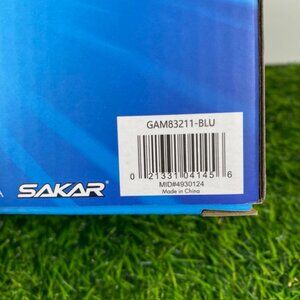 GAM83211-BLU
0 21331 04145 6
MID#4930124
Made in China
SAKAR®